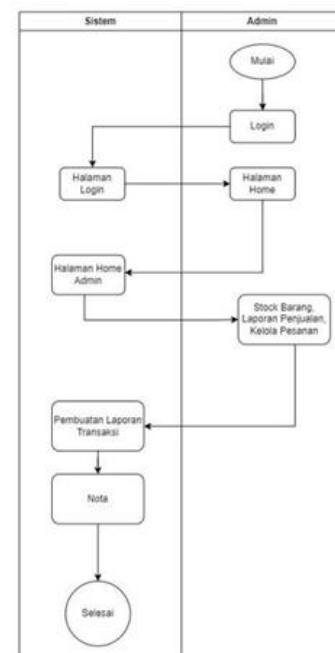 Sistem
Admin
Mulai
Login
Halaman
Login
Halaman
Home
Halaman Home
Admin
Stock Barang,
Laporan Penjualan,
Kelola Pesanan
Pembuatan Laporan
Transaksi
Nota
Selesai